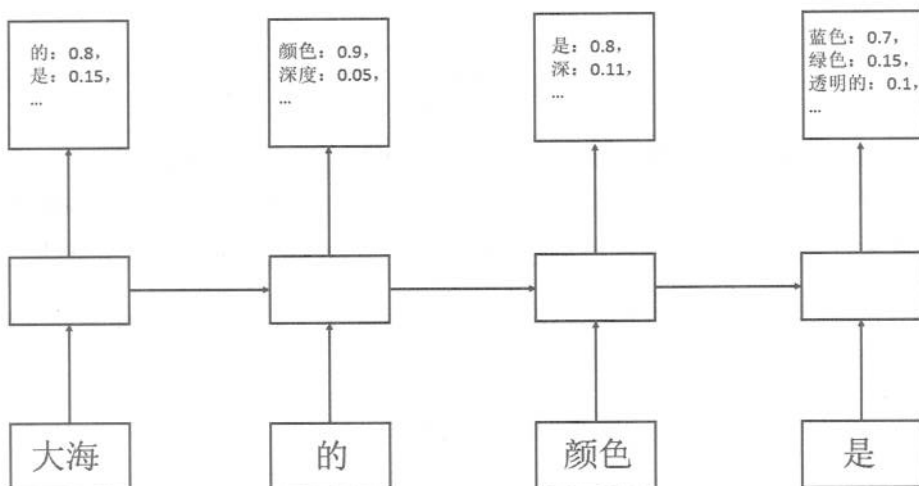 的：0.8，
是：0.15，
...
颜色：0.9，
深度：0.05，
...
是：0.8，
深：0.11，
...
蓝色：0.7，
绿色：0.15，
透明的：0.1，
...
大海
的
颜色
是